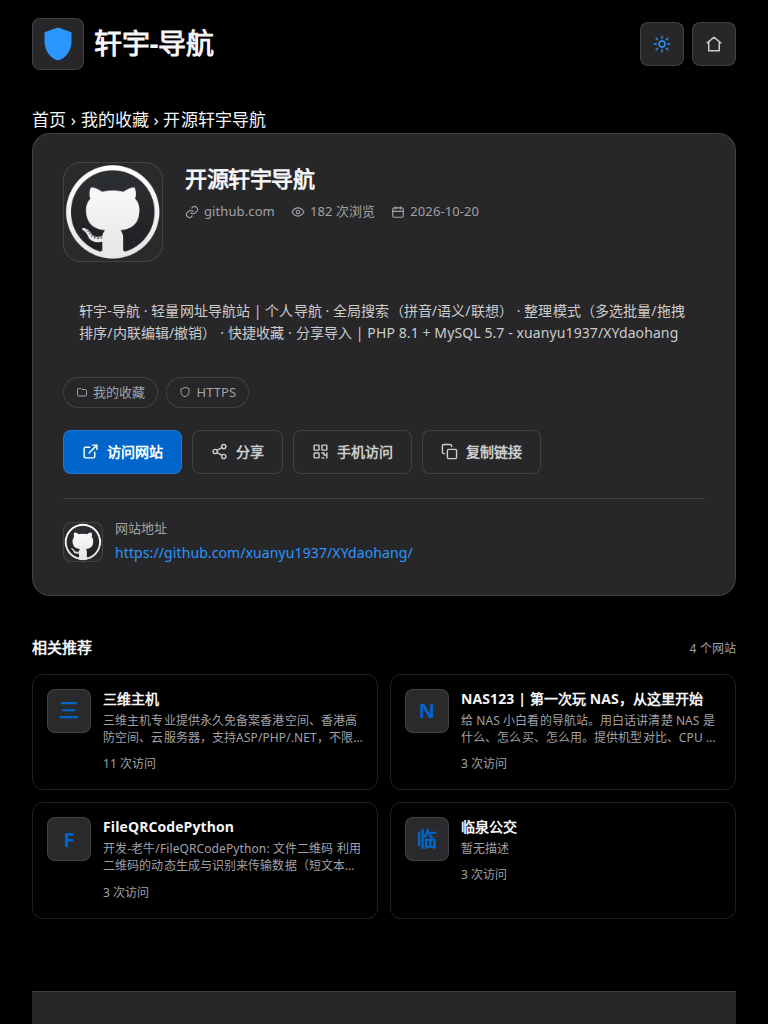 轩宇-导航
首页 › 我的收藏 › 开源轩宇导航
开源轩宇导航
github.com 182 次浏览 2026-10-20
轩宇-导航 · 轻量网址导航站 | 个人导航 · 全局搜索（拼音/语义/联想） · 整理模式（多选批量/拖拽
排序/内联编辑/撤销） · 快捷收藏 · 分享导入 | PHP 8.1 + MySQL 5.7 - xuanyu1937/XYdaohang
我的收藏 HTTPS
访问网站 分享 手机访问 复制链接
网站地址
https://github.com/xuanyu1937/XYdaohang/
相关推荐 4 个网站
三
三维主机
三维主机专业提供永久免备案香港空间、香港高
防空间、云服务器，支持ASP/PHP/.NET，不限...
11 次访问
N
NAS123 | 第一次玩 NAS，从这里开始
给 NAS 小白看的导航站。用白话讲清楚 NAS 是
什么、怎么买、怎么用。提供机型对比、CPU ...
3 次访问
F
FileQRCodePython
开发-老牛/FileQRCodePython: 文件二维码 利用
二维码的动态生成与识别来传输数据（短文本...
3 次访问
临
临泉公交
暂无描述
3 次访问